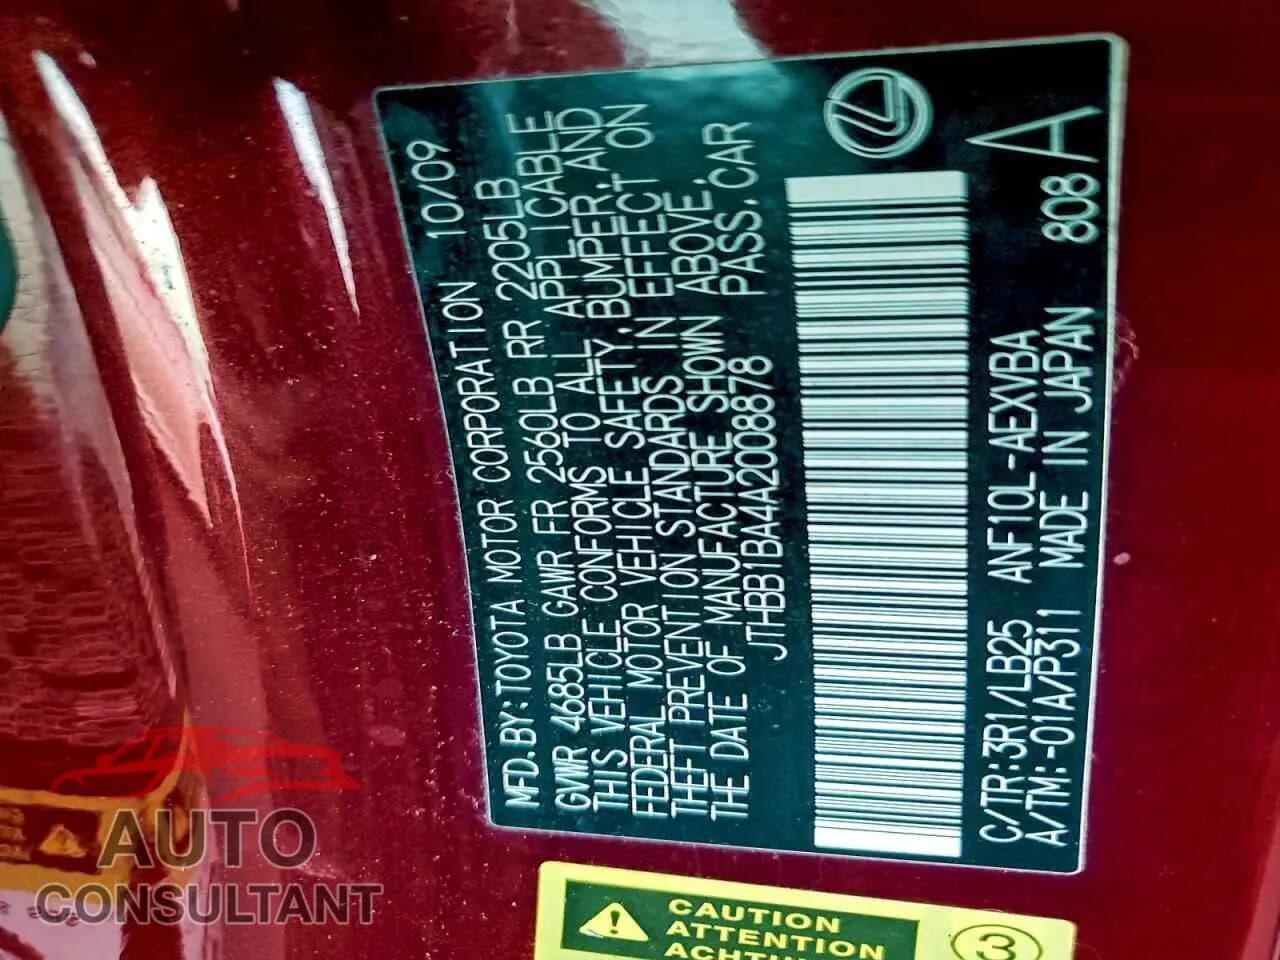 MFD.BY:TOYOTA MOTOR CORPORATION 10/09
GVWR 4685LB GAWR FR 2560LB RR 2205LB
THIS VEHICLE CONFORMS TO ALL APPLICABLE
FEDERAL MOTOR VEHICLE SAFETY,BUMPER,AND
THEFT PREVENTION STANDARDS IN EFFECT ON
THE DATE OF MANUFACTURE SHOWN ABOVE.
JTHBB1BA4A2008878 PASS.CAR
C/TR:3R1/LB25 ANF10L-AEXVBA A
A/TM:-01A/P311 MADE IN JAPAN 808
CAUTION
ATTENTION
3
AUTO
CONSULTANT